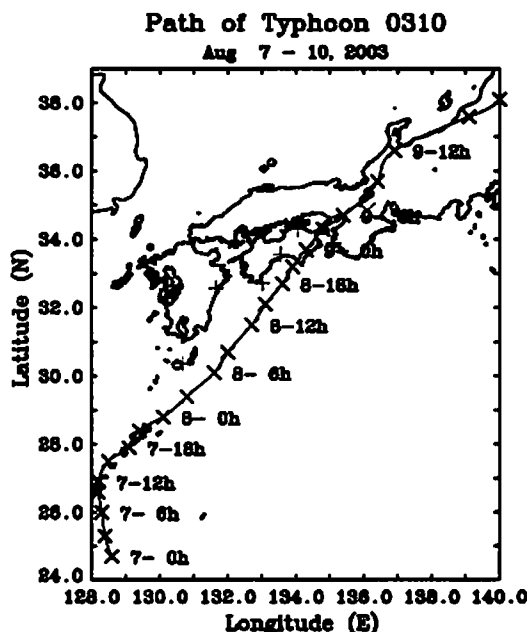 Path of Typhoon 0310
Aug 7 - 10, 2003
38.0
36.0
34.0
32.0
30.0
28.0
26.0
24.0
Latitude (N)
9-12h
8-18h
8-12h
8- 6h
8- 0h
7-18h
7-12h
7- 6h
7- 0h
128.0 130.0 132.0 134.0 136.0 138.0 140.0
Longitude (E)